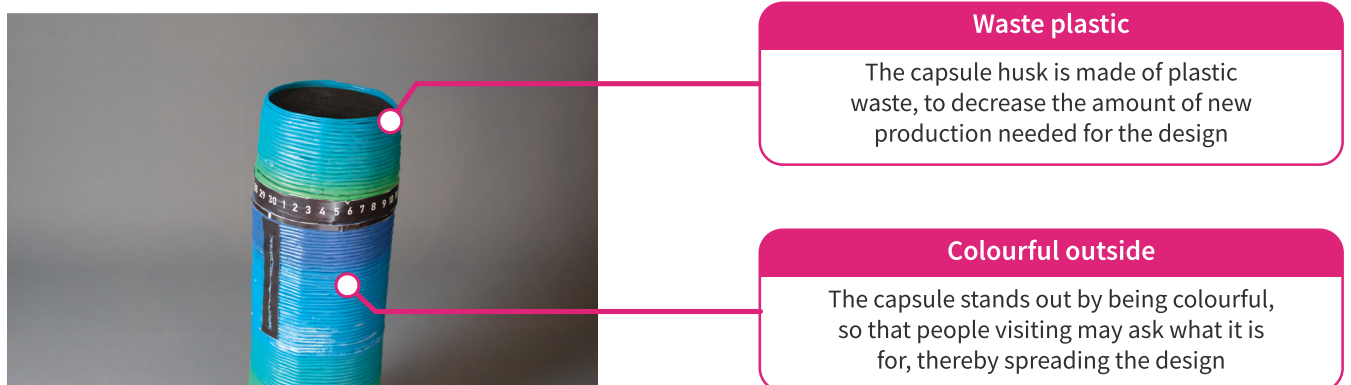 Waste plastic
The capsule husk is made of plastic
waste, to decrease the amount of new
production needed for the design
29 30 1 2 3 4 5 6 7 8 9 10
Colourful outside
The capsule stands out by being colourful,
so that people visiting may ask what it is
for, thereby spreading the design